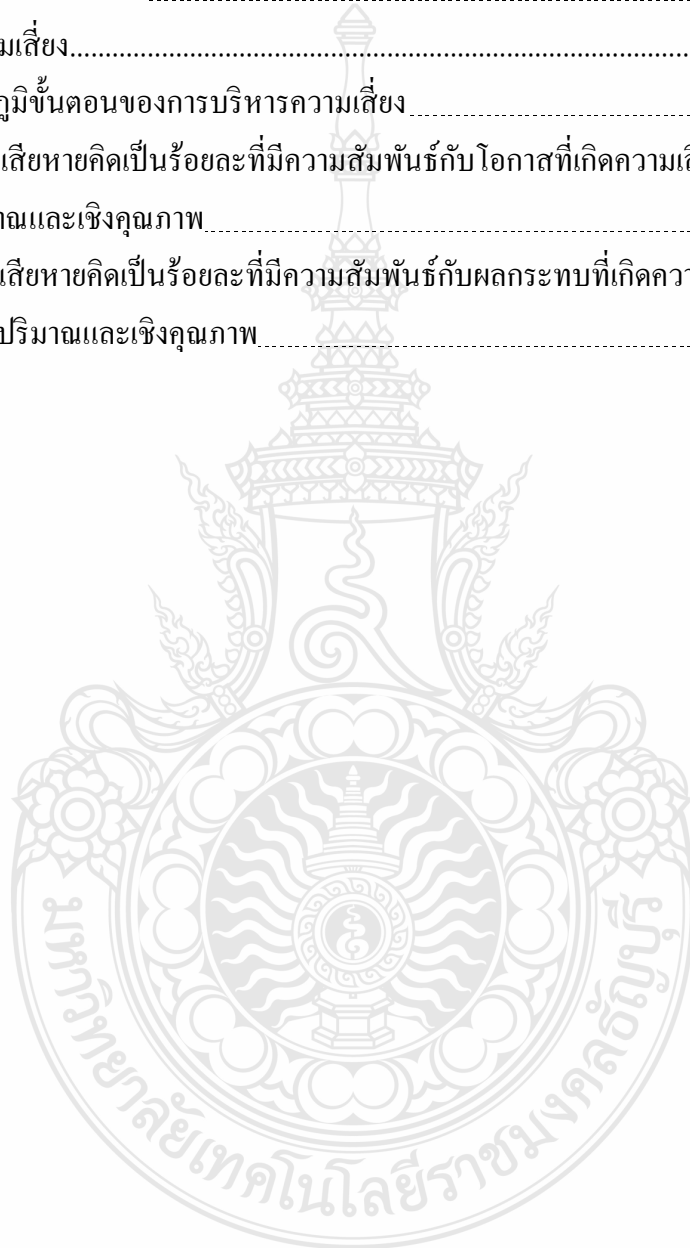 มเสี่ยง
ภูมิขั้นตอนของการบริหารความเสี่ยง
เสียหายคิดเป็นร้อยละที่มีความสัมพันธ์กับโอกาสที่เกิดความเสี
าณและเชิงคุณภาพ
เสียหายคิดเป็นร้อยละที่มีความสัมพันธ์กับผลกระทบที่เกิดควา
ปริมาณและเชิงคุณภาพ
มหาวิทยาลัยเทคโนโลยีราชมงคลธัญบุรี